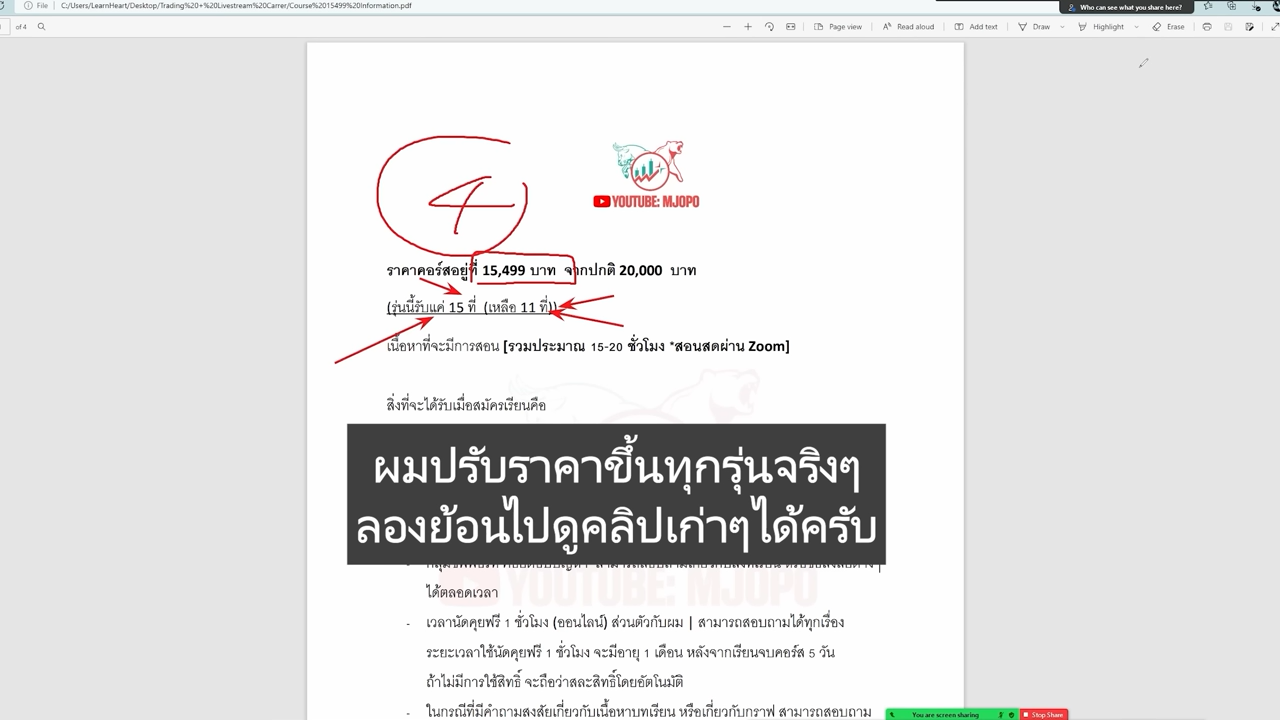 File C:/Users/LearnHeart/Desktop/Trading%20+%20Livestream%20Carrer/Course%2015499%20Information.pdf
Who can see what you share here?
of 4
Page view
Read aloud
Add text
Draw
Highlight
Erase
4
YOUTUBE: MJOPO
ราคาคอร์สอยู่ที่ 15,499 บาท จากปกติ 20,000 บาท
(รุ่นนี้รับแค่ 15 ที่ (เหลือ 11 ที่))
เนื้อหาที่จะมีการสอน [รวมประมาณ 15-20 ชั่วโมง *สอนสดผ่าน Zoom]
สิ่งที่จะได้รับเมื่อสมัครเรียนคือ
ผมปรับราคาขึ้นทุกรุ่นจริงๆ
ลองย้อนไปดูคลิปเก่าๆได้ครับ
YOUTUBE: MJOPO
ได้ตลอดเวลา
- เวลานัดคุยฟรี 1 ชั่วโมง (ออนไลน์) ส่วนตัวกับผม | สามารถสอบถามได้ทุกเรื่อง
ระยะเวลาใช้นัดคุยฟรี 1 ชั่วโมง จะมีอายุ 1 เดือน หลังจากเรียนจบคอร์ส 5 วัน
ถ้าไม่มีการใช้สิทธิ์ จะถือว่าสละสิทธิ์โดยอัตโนมัติ
- ในกรณีที่มีคำถามสงสัยเกี่ยวกับเนื้อหาบทเรียน หรือเกี่ยวกับกราฟ สามารถสอบถาม
You are screen sharing
Stop Share